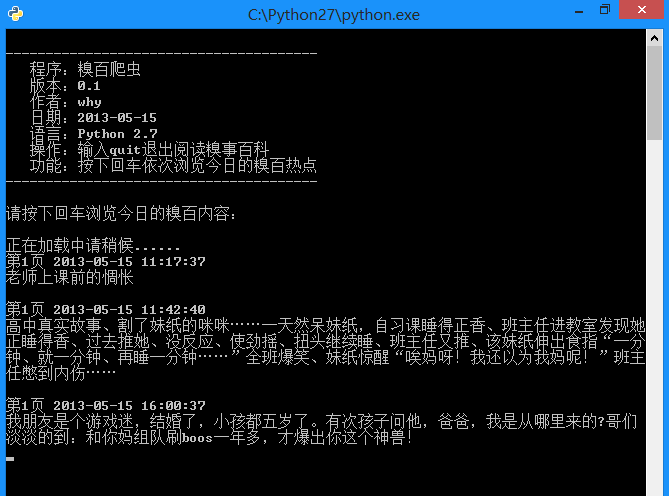 C:\Python27\python.exe
---------------------------------------
程序：糗百爬虫
版本：0.1
作者：why
日期：2013-05-15
语言：Python 2.7
操作：输入quit退出阅读糗事百科
功能：按下回车依次浏览今日的糗百热点
---------------------------------------
请按下回车浏览今日的糗百内容：
正在加载中请稍候......
第1页 2013-05-15 11:17:37
老师上课前的惆怅
第1页 2013-05-15 11:42:40
高中真实故事、割了妹纸的咪咪……一天然呆妹纸，自习课睡得正香、班主任进教室发现她
正睡得香、过去推她、没反应、使劲摇，扭头继续睡、班主任又推、该妹纸伸出食指“一分
钟、就一分钟、再睡一分钟……”全班爆笑、妹纸惊醒“唉妈呀！我还以为我妈呢！”班主
任憋到内伤……
第1页 2013-05-15 16:00:37
我朋友是个游戏迷，结婚了，小孩都五岁了。有次孩子问他，爸爸，我是从哪里来的?哥们
淡淡的到：和你妈组队刷boos一年多，才爆出你这个神兽！